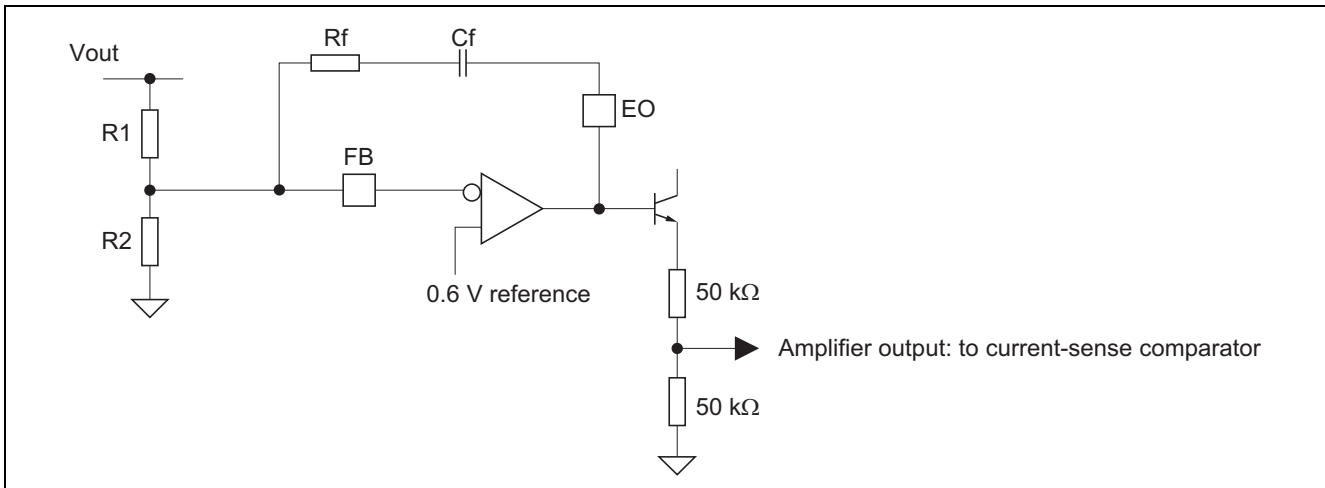 Rf
Cf
Vout
EO
R1
FB
R2
0.6 V reference
50 kΩ
Amplifier output: to current-sense comparator
50 kΩ